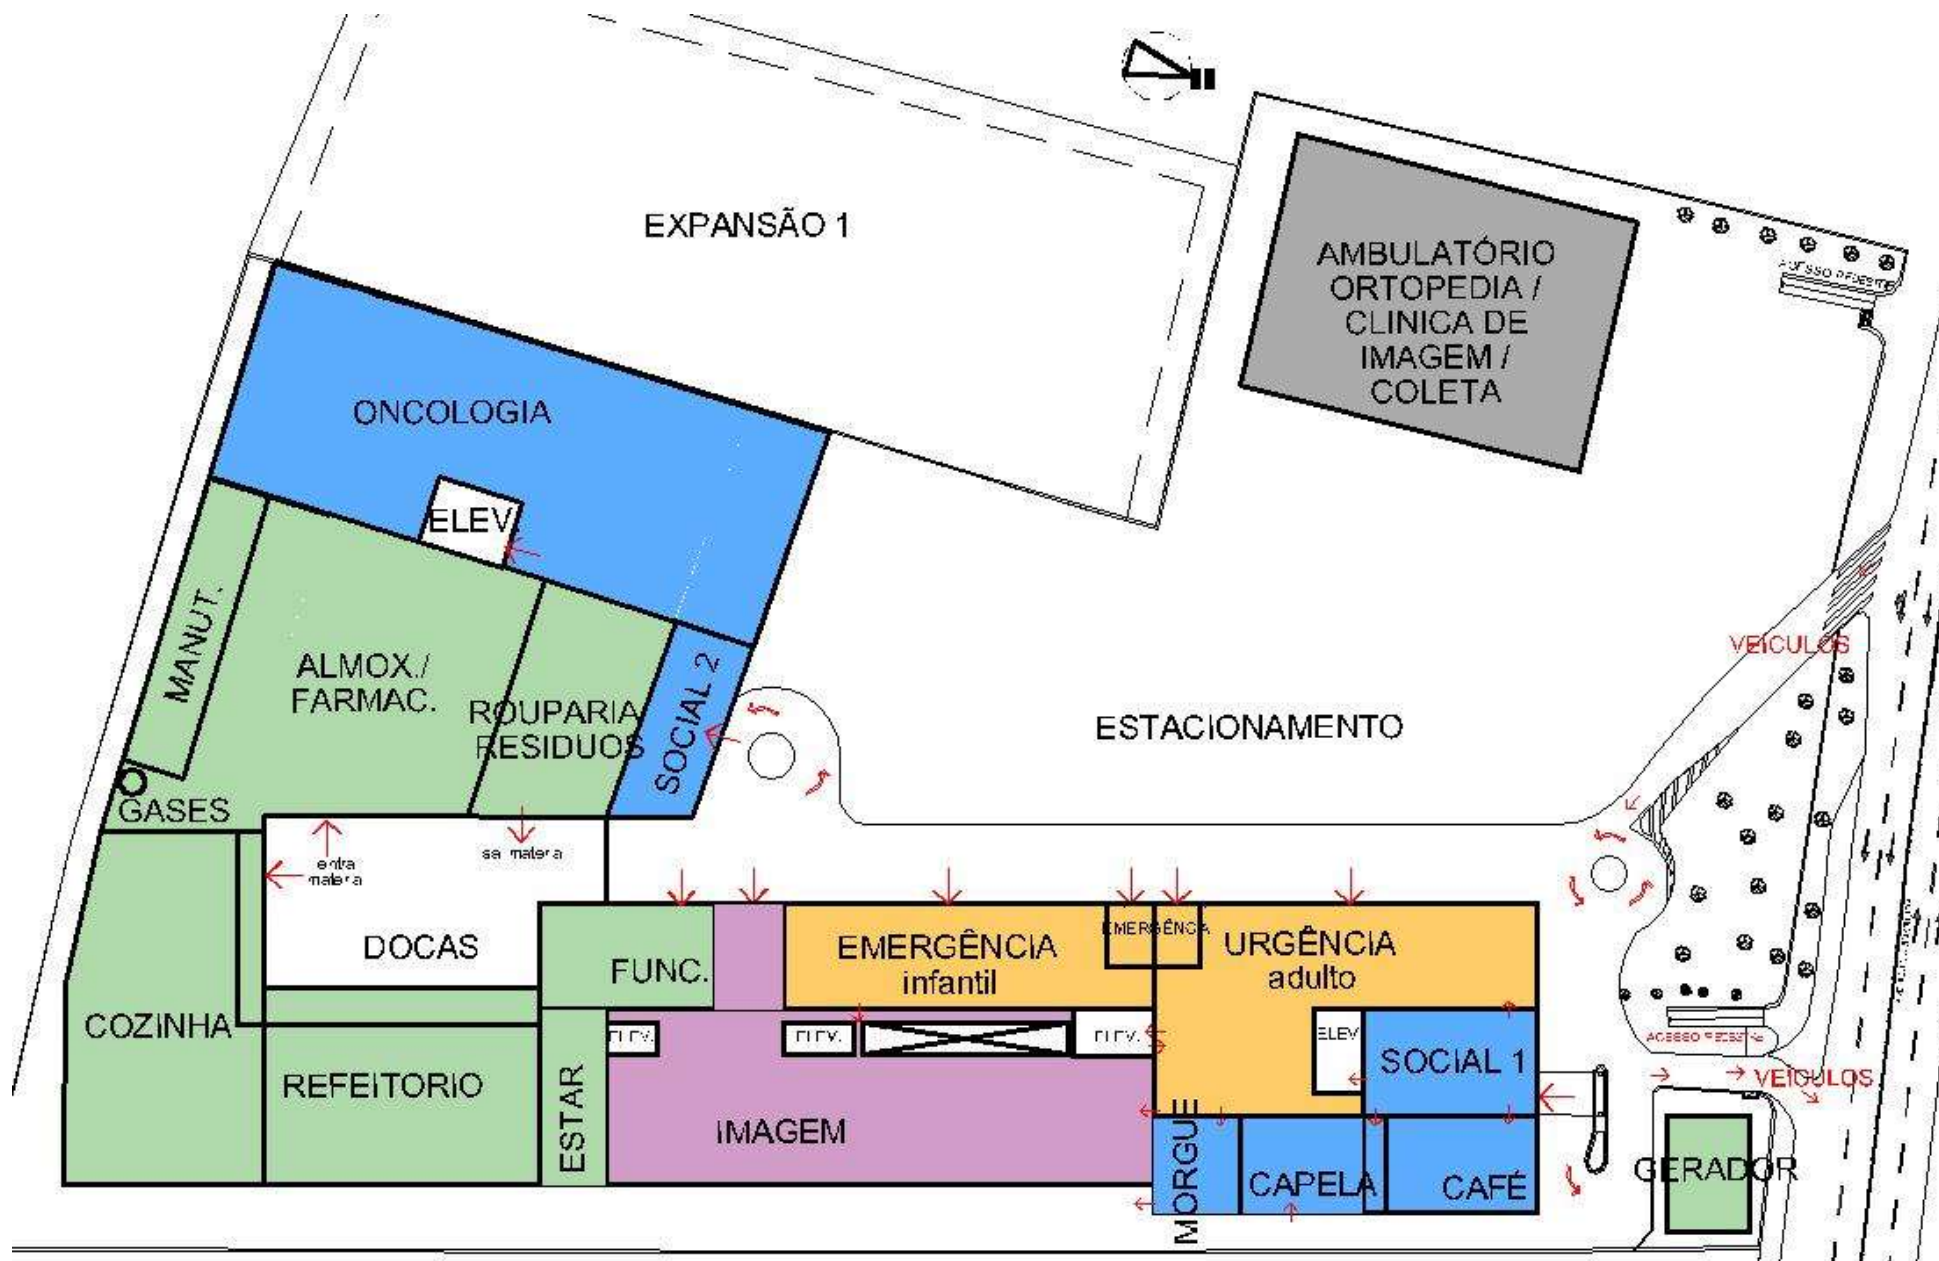 EXPANSÃO 1
AMBULATÓRIO
ORTOPEDIA /
CLINICA DE
IMAGEM /
COLETA
ACESSO PEDESTRE
ONCOLOGIA
ELEV
MANUT.
ALMOX./
FARMAC.
ROUPARIA
RESIDUOS
SOCIAL 2
VEICULOS
ESTACIONAMENTO
GASES
entra
materia
sai materia
DOCAS
FUNC.
EMERGÊNCIA
infantil
EMERGÊNCIA
URGÊNCIA
adulto
COZINHA
REFEITORIO
ESTAR
ELEV.
ELEV.
ELEV.
ELEV
SOCIAL 1
IMAGEM
MORGUE
CAPELA
CAFÉ
ACESSO PEDESTRE
VEICULOS
GERADOR